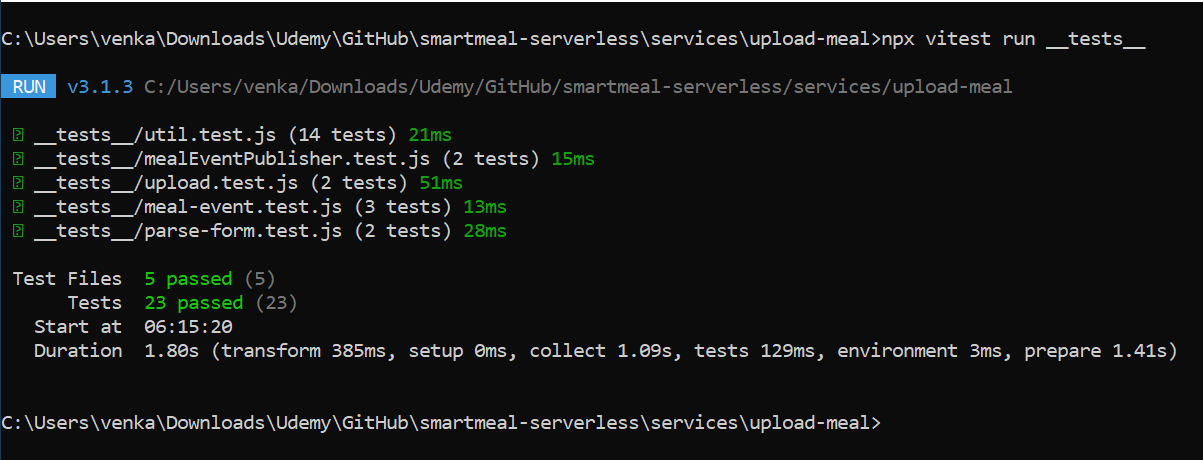 C:\Users\venka\Downloads\Udemy\GitHub\smartmeal-serverless\services\upload-meal>npx vitest run __tests__
RUN v3.1.3 C:/Users/venka/Downloads/Udemy/GitHub/smartmeal-serverless/services/upload-meal
__tests__/util.test.js (14 tests) 21ms
__tests__/mealEventPublisher.test.js (2 tests) 15ms
__tests__/upload.test.js (2 tests) 51ms
__tests__/meal-event.test.js (3 tests) 13ms
__tests__/parse-form.test.js (2 tests) 28ms
Test Files 5 passed (5)
Tests 23 passed (23)
Start at 06:15:20
Duration 1.80s (transform 385ms, setup 0ms, collect 1.09s, tests 129ms, environment 3ms, prepare 1.41s)
C:\Users\venka\Downloads\Udemy\GitHub\smartmeal-serverless\services\upload-meal>